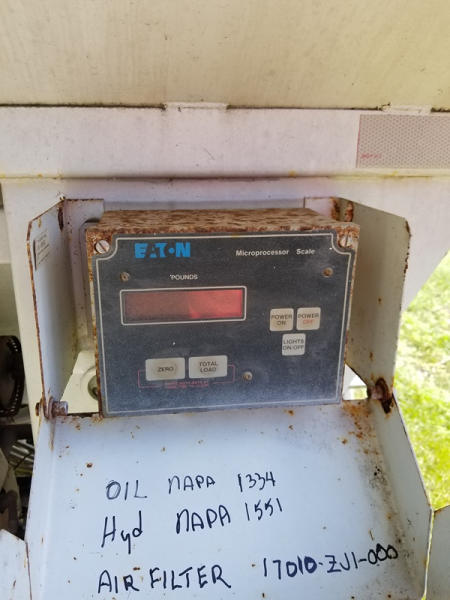 EATON
Microprocessor Scale
POUNDS
POWER ON
POWER OFF
LIGHTS ON/OFF
ZERO
TOTAL LOAD
OIL NAPA 1334
Hyd NAPA 1551
AIR FILTER 17010-ZJ1-000